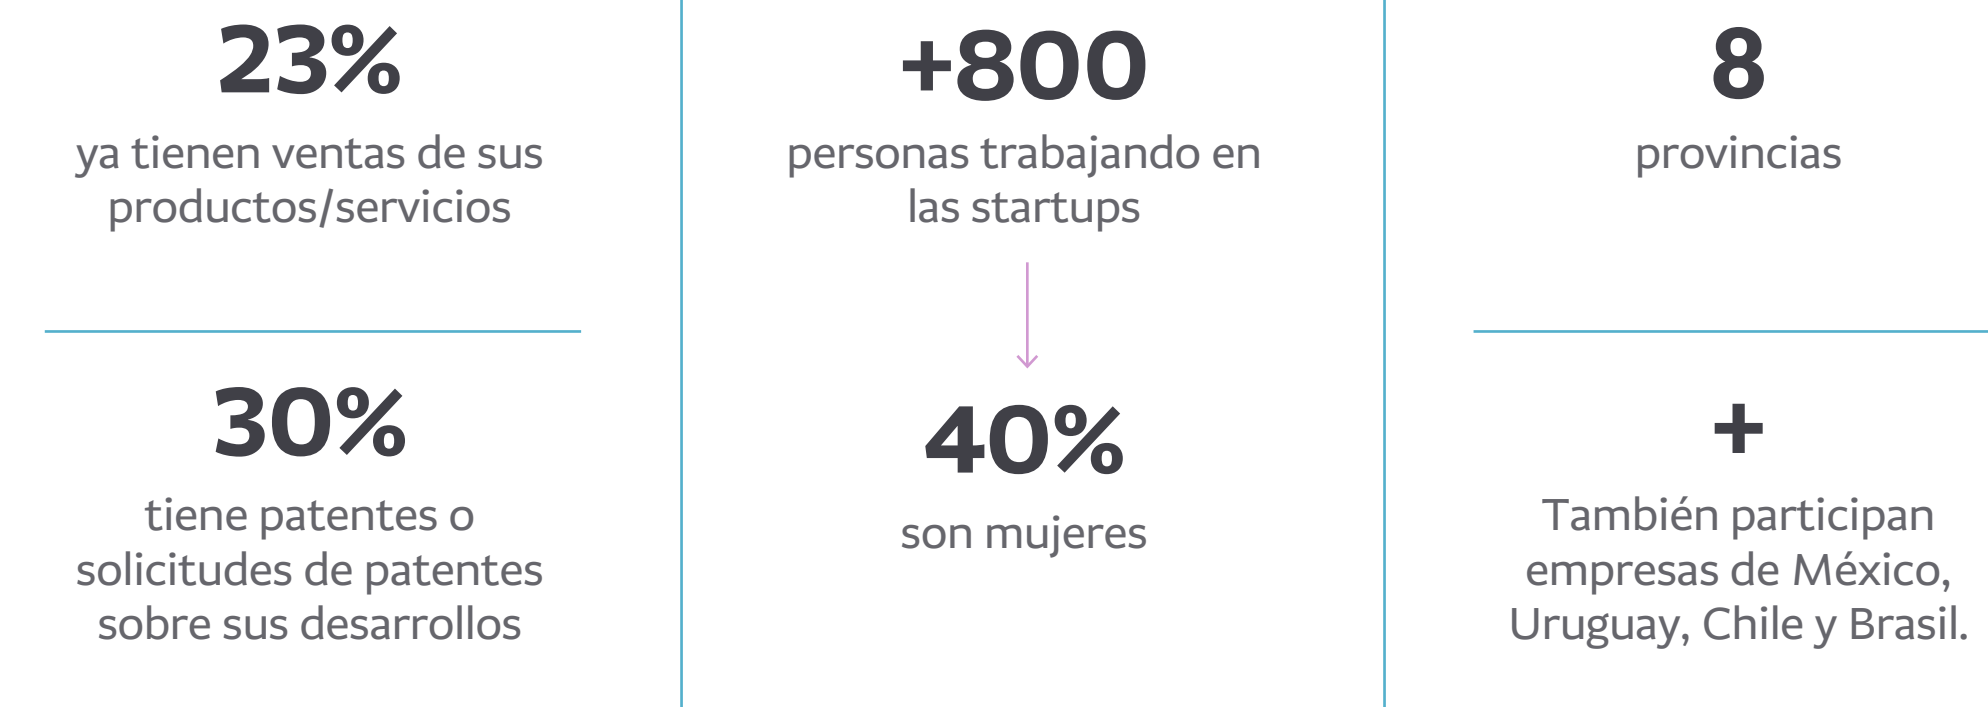 23%
ya tienen ventas de sus
productos/servicios
30%
tiene patentes o
solicitudes de patentes
sobre sus desarrollos
+800
personas trabajando en
las startups
40%
son mujeres
8
provincias
+
También participan
empresas de México,
Uruguay, Chile y Brasil.